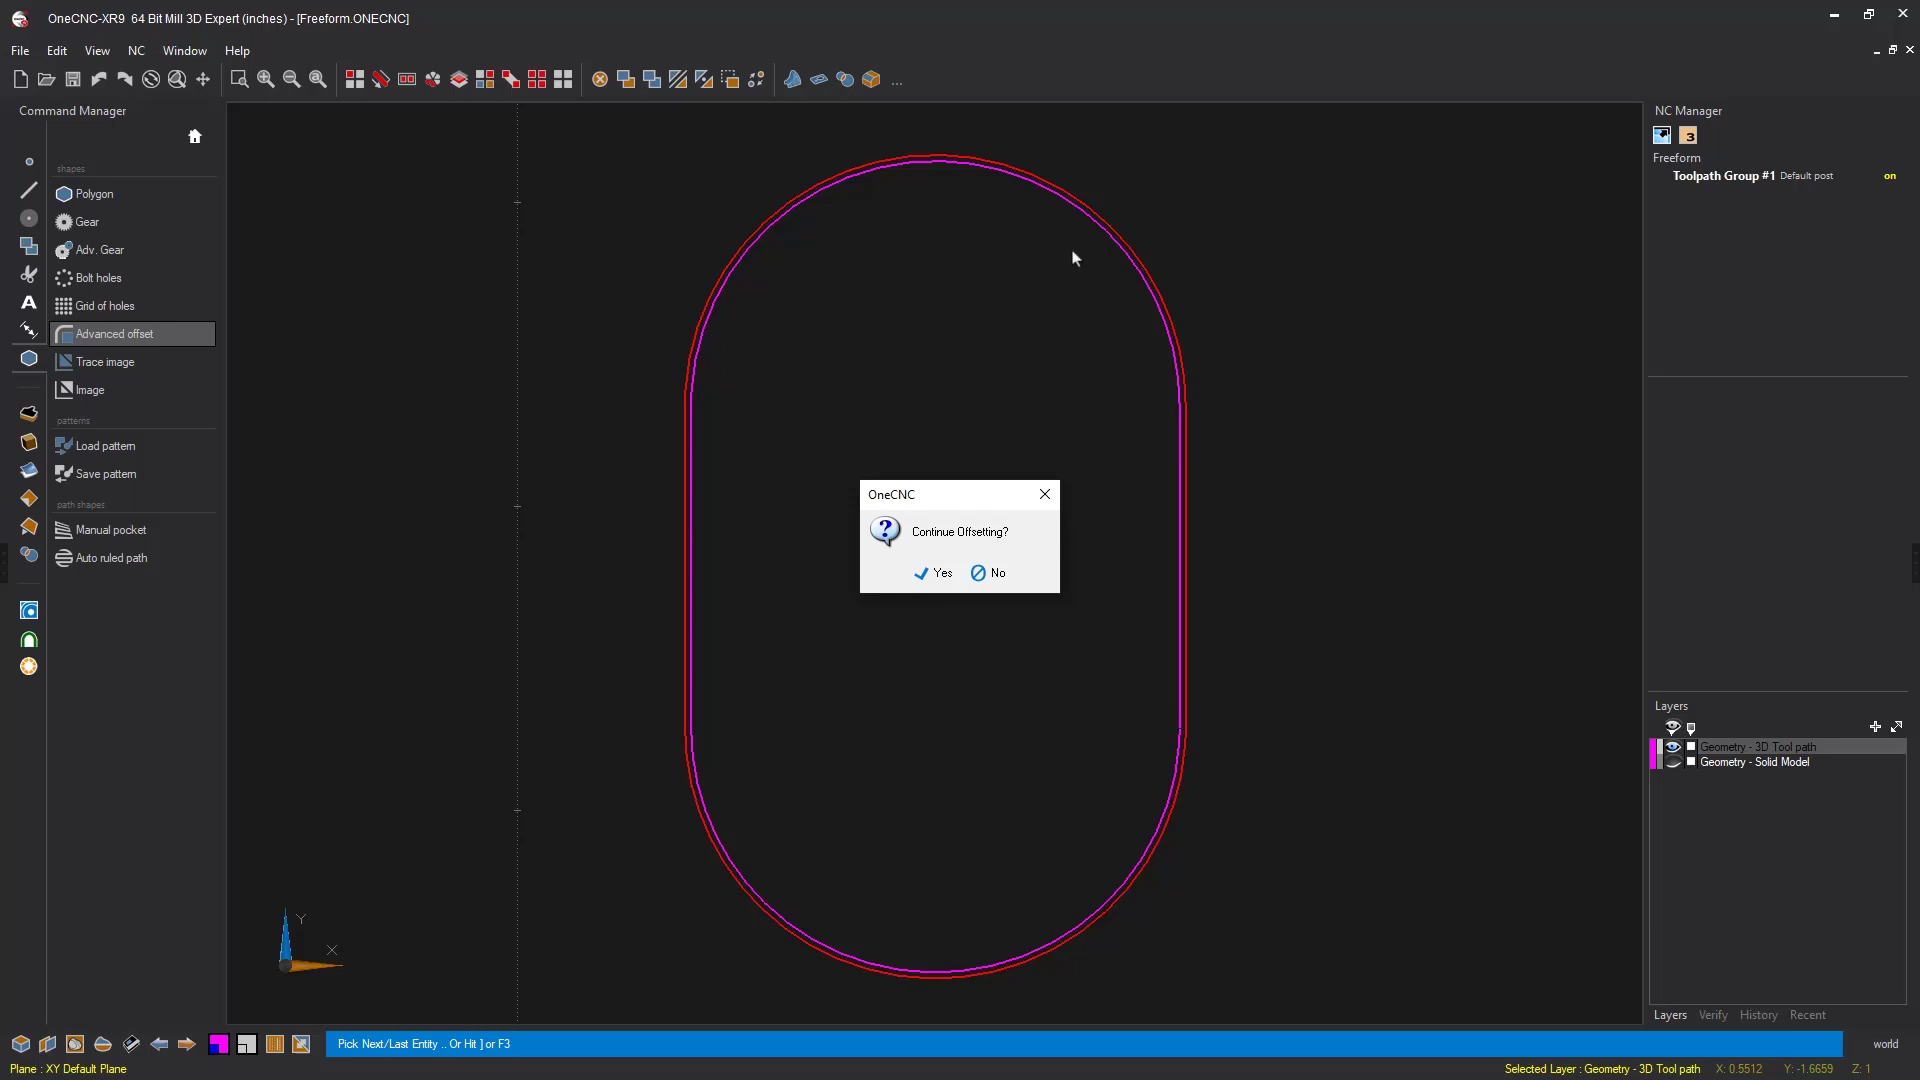 OneCNC-XR9  64 Bit Mill 3D Expert (inches) - [Freeform.ONECNC]
File Edit View NC Window Help
...
Command Manager
shapes
Polygon
Gear
Adv. Gear
Bolt holes
Grid of holes
Advanced offset
Trace image
Image
patterns
Load pattern
Save pattern
path shapes
Manual pocket
Auto ruled path
A
Y
X
OneCNC
?
Continue Offsetting?
Yes No
NC Manager
3
Freeform
Toolpath Group #1 Default post on
Layers
Geometry - 3D Tool path
Geometry - Solid Model
Layers Verify History Recent
Pick Next/Last Entity .. Or Hit ] or F3
world
Plane : XY Default Plane
Selected Layer : Geometry - 3D Tool path X: 0.5512 Y: -1.6659 Z: 1